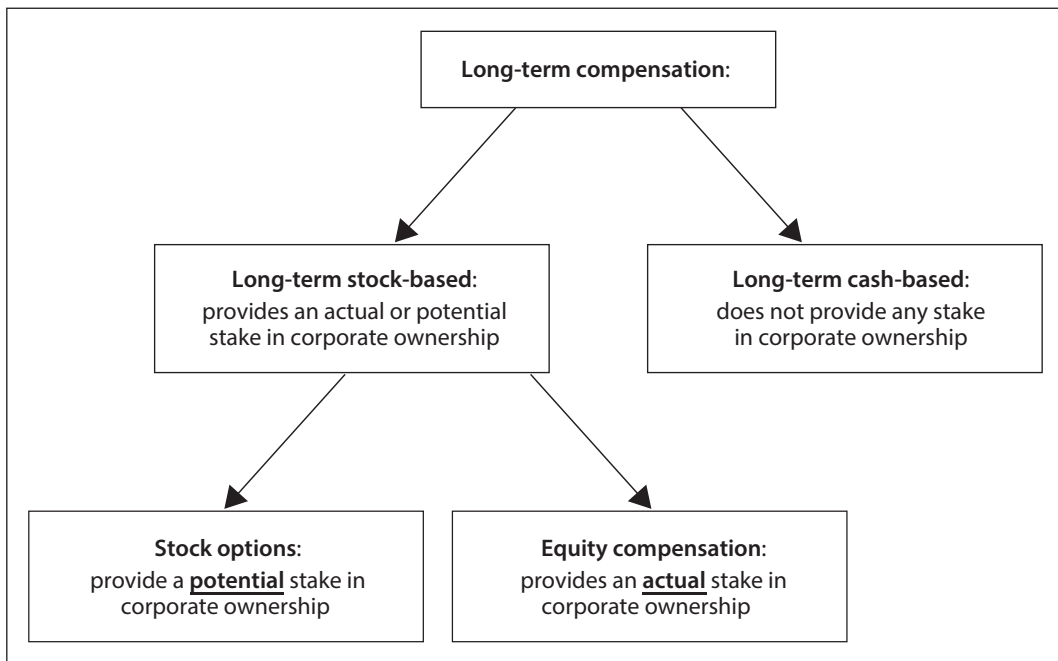 Long-term compensation:
Long-term stock-based:
provides an actual or potential
stake in corporate ownership
Long-term cash-based:
does not provide any stake
in corporate ownership
Stock options:
provide a potential stake in
corporate ownership
Equity compensation:
provides an actual stake in
corporate ownership